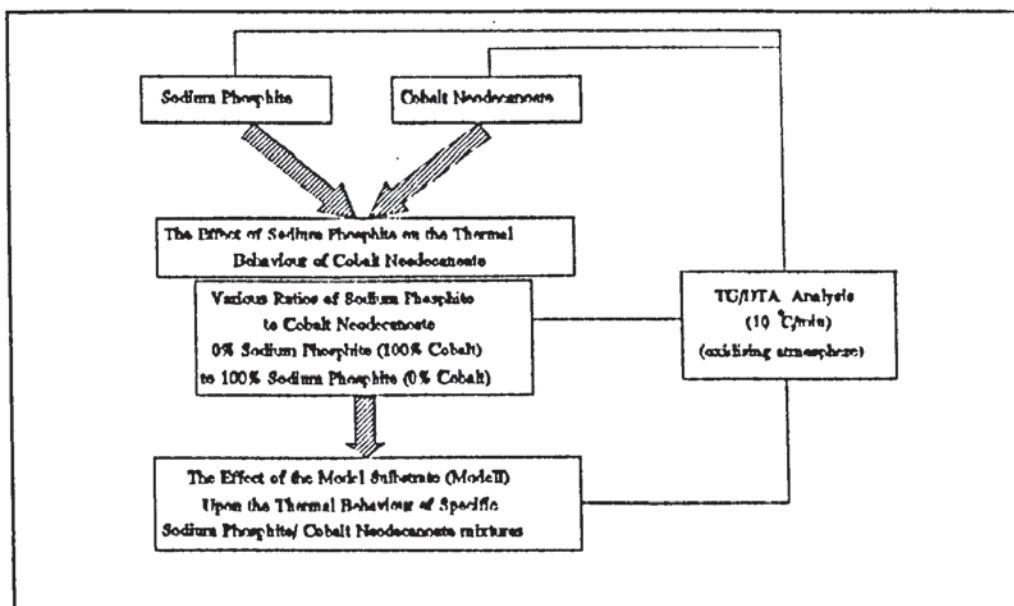 Sodium Phosphite
Cobalt Neodecanoate
The Effect of Sodium Phosphite on the Thermal
Behaviour of Cobalt Neodecanoate
Various Ratios of Sodium Phosphite
to Cobalt Neodecanoate
0% Sodium Phosphite (100% Cobalt)
to 100% Sodium Phosphite (0% Cobalt)
TG/DTA Analysis
(10 °C/min)
(oxidising atmosphere)
The Effect of the Model Substrate (ModelI)
Upon the Thermal Behaviour of Specific
Sodium Phosphite/ Cobalt Neodecanoate mixtures